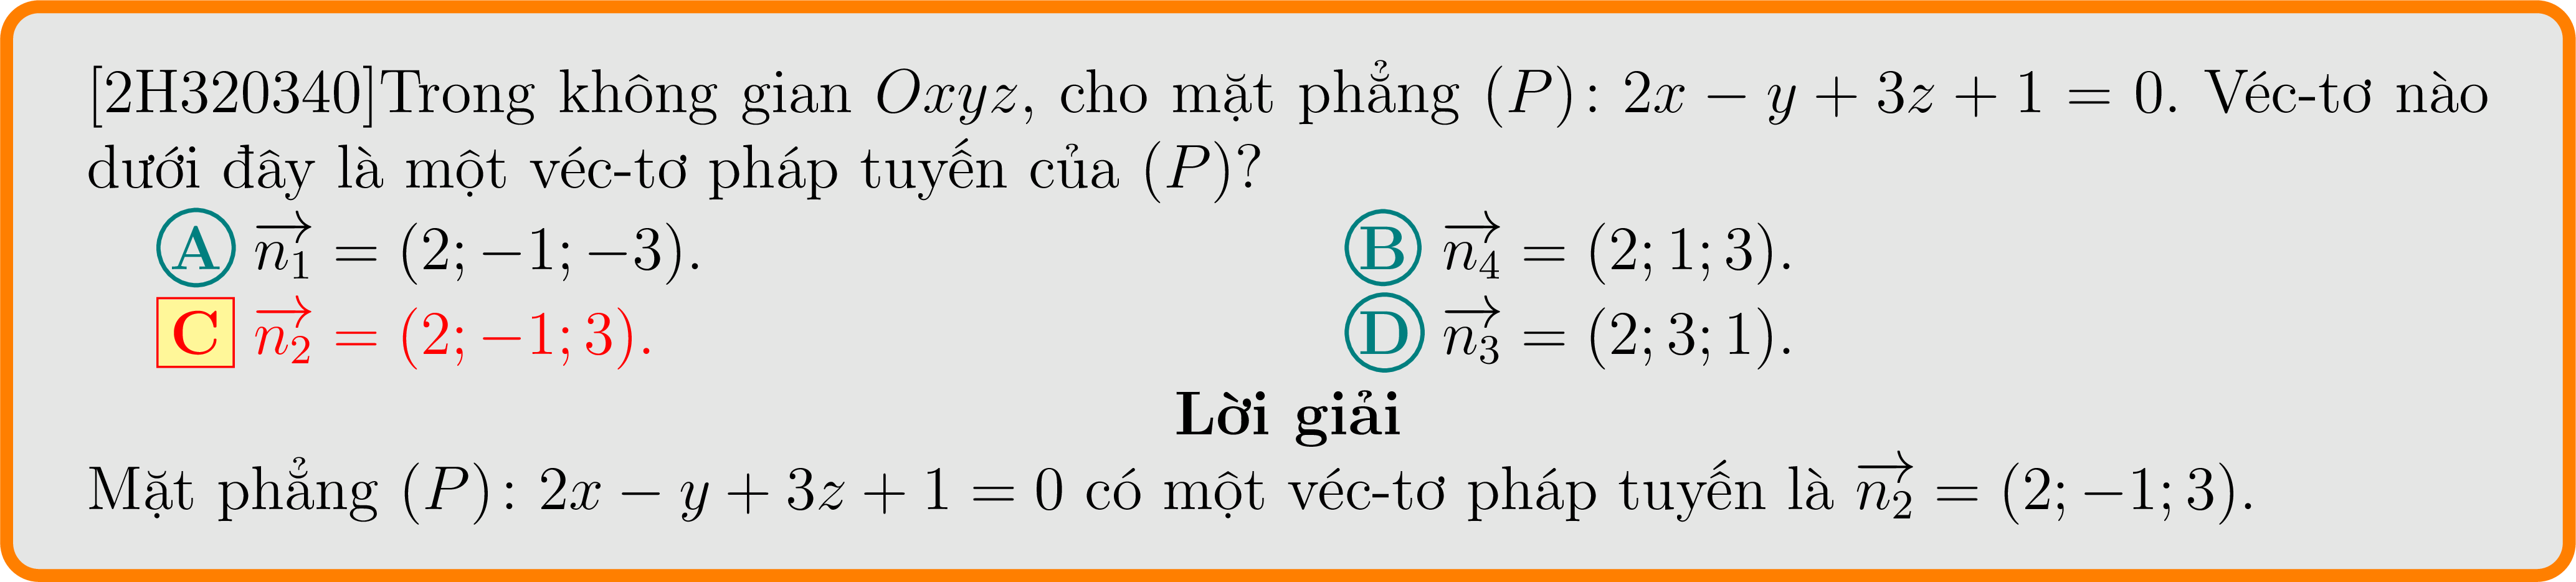 [2H320340]Trong không gian Oxyz, cho mặt phẳng (P): 2x − y + 3z + 1 = 0. Véc-tơ nào
dưới đây là một véc-tơ pháp tuyến của (P)?
A $\overrightarrow{n_1}$ = (2; −1; −3). B $\overrightarrow{n_4}$ = (2; 1; 3).
C $\overrightarrow{n_2}$ = (2; −1; 3). D $\overrightarrow{n_3}$ = (2; 3; 1).
Lời giải
Mặt phẳng (P): 2x − y + 3z + 1 = 0 có một véc-tơ pháp tuyến là $\overrightarrow{n_2}$ = (2; −1; 3).